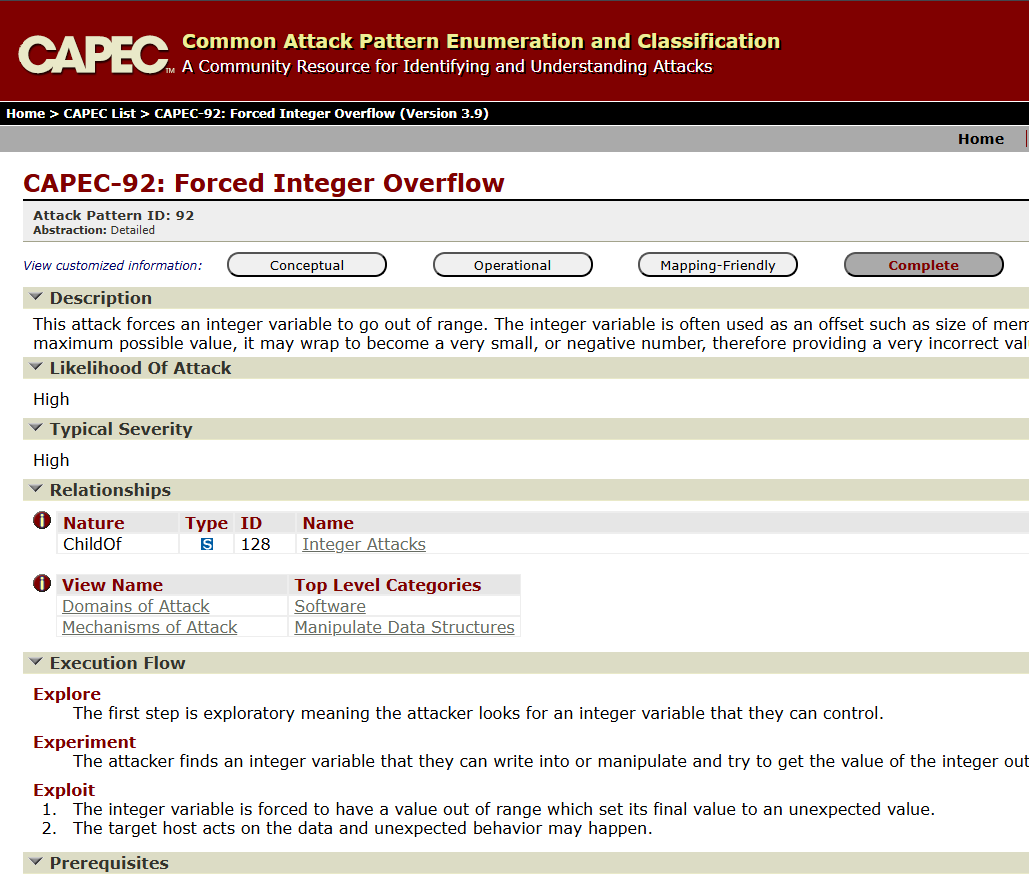 CAPEC™
Common Attack Pattern Enumeration and Classification
A Community Resource for Identifying and Understanding Attacks
Home > CAPEC List > CAPEC-92: Forced Integer Overflow (Version 3.9)
Home
CAPEC-92: Forced Integer Overflow
Attack Pattern ID: 92
Abstraction: Detailed
View customized information: Conceptual Operational Mapping-Friendly Complete
Description
This attack forces an integer variable to go out of range. The integer variable is often used as an offset such as size of
maximum possible value, it may wrap to become a very small, or negative number, therefore providing a very incorrect
Likelihood Of Attack
High
Typical Severity
High
Relationships
Nature Type ID Name
ChildOf S 128 Integer Attacks
View Name Top Level Categories
Domains of Attack Software
Mechanisms of Attack Manipulate Data Structures
Execution Flow
Explore
The first step is exploratory meaning the attacker looks for an integer variable that they can control.
Experiment
The attacker finds an integer variable that they can write into or manipulate and try to get the value of the integer out
Exploit
1. The integer variable is forced to have a value out of range which set its final value to an unexpected value.
2. The target host acts on the data and unexpected behavior may happen.
Prerequisites